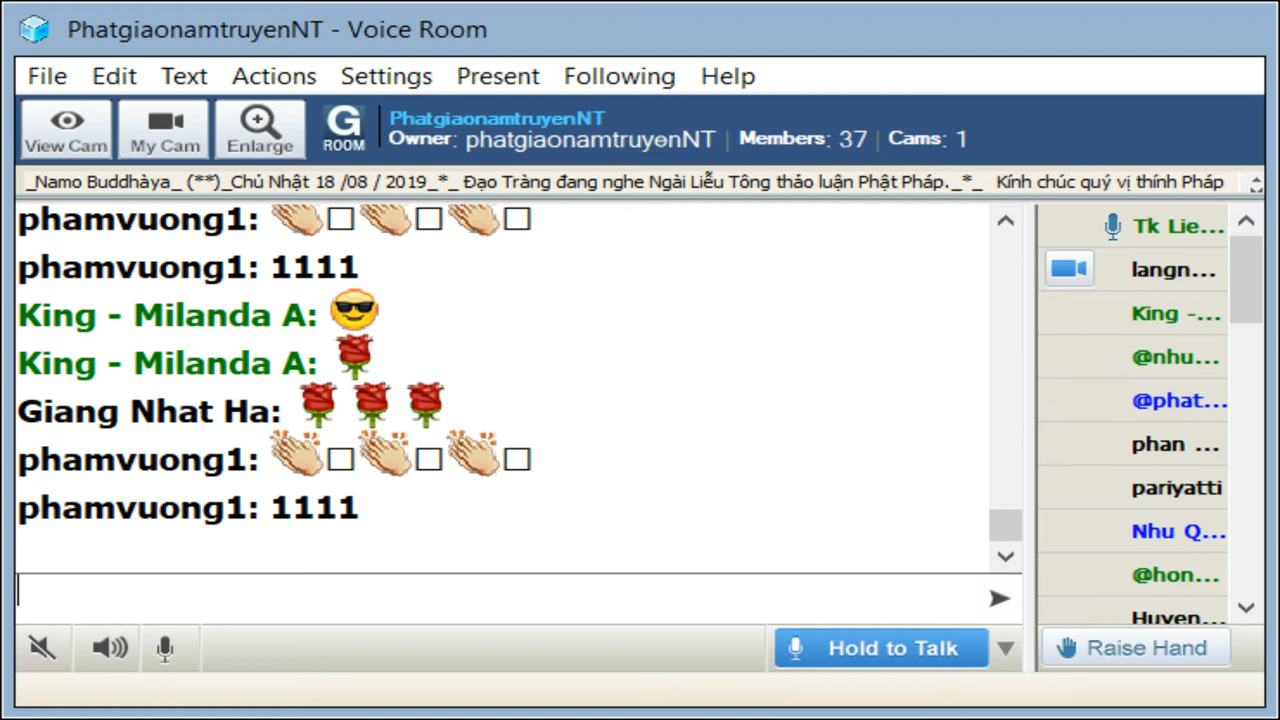 PhatgiaonamtruyenNT - Voice Room
File Edit Text Actions Settings Present Following Help
View Cam My Cam Enlarge G ROOM
PhatgiaonamtruyenNT
Owner: phatgiaonamtruyenNT | Members: 37 | Cams: 1
_Namo Buddhàya_ (**)_Chủ Nhật 18 /08 / 2019_*_ Đạo Tràng đang nghe Ngài Liễu Tông thảo luận Phật Pháp._*_ Kính chúc quý vị thính Pháp
phamvuong1: 👏□👏□👏□
phamvuong1: 1111
King - Milanda A: 😎
King - Milanda A: 🌹
Giang Nhat Ha: 🌹🌹🌹
phamvuong1: 👏□👏□👏□
phamvuong1: 1111
Tk Lie...
langn...
King -...
@nhu...
@phat...
phan ...
pariyatti
Nhu Q...
@hon...
Huyen...
Hold to Talk
Raise Hand